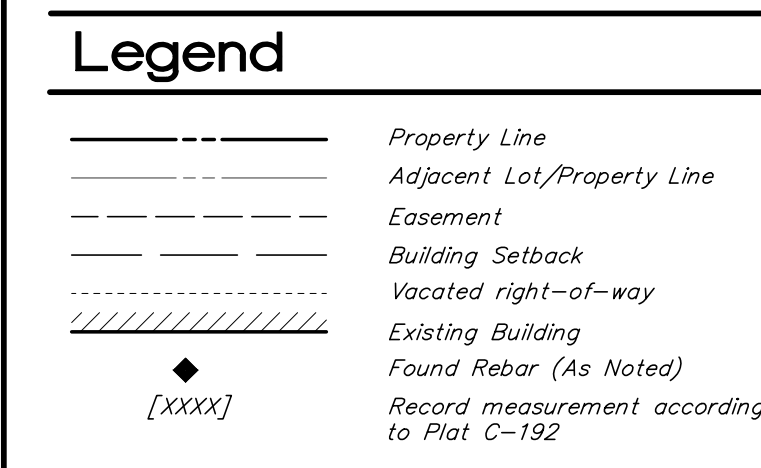 Legend
Property Line
Adjacent Lot/Property Line
Easement
Building Setback
Vacated right-of-way
Existing Building
Found Rebar (As Noted)
[XXXX] Record measurement according
to Plat C-192